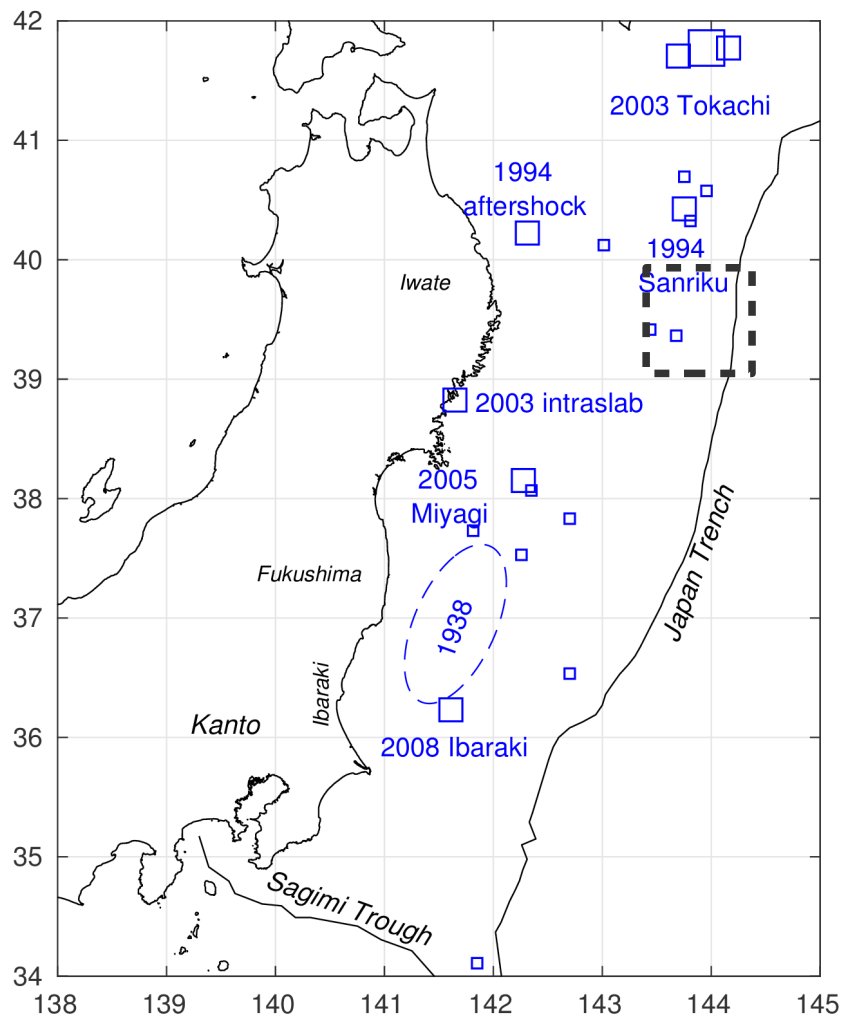 42
2003 Tokachi
41
1994
aftershock
1994
Sanriku
40
Iwate
39
2003 intraslab
2005
Miyagi
38
Japan Trench
Fukushima
1938
37
Ibaraki
Kanto
36
2008 Ibaraki
35
Sagimi Trough
34
138 139 140 141 142 143 144 145